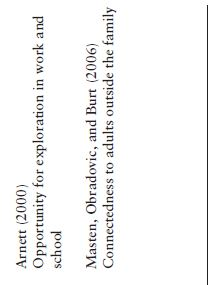 Arnett (2000)
Opportunity for exploration in work and
school
Masten, Obradovic, and Burt (2006)
Connectedness to adults outside the family